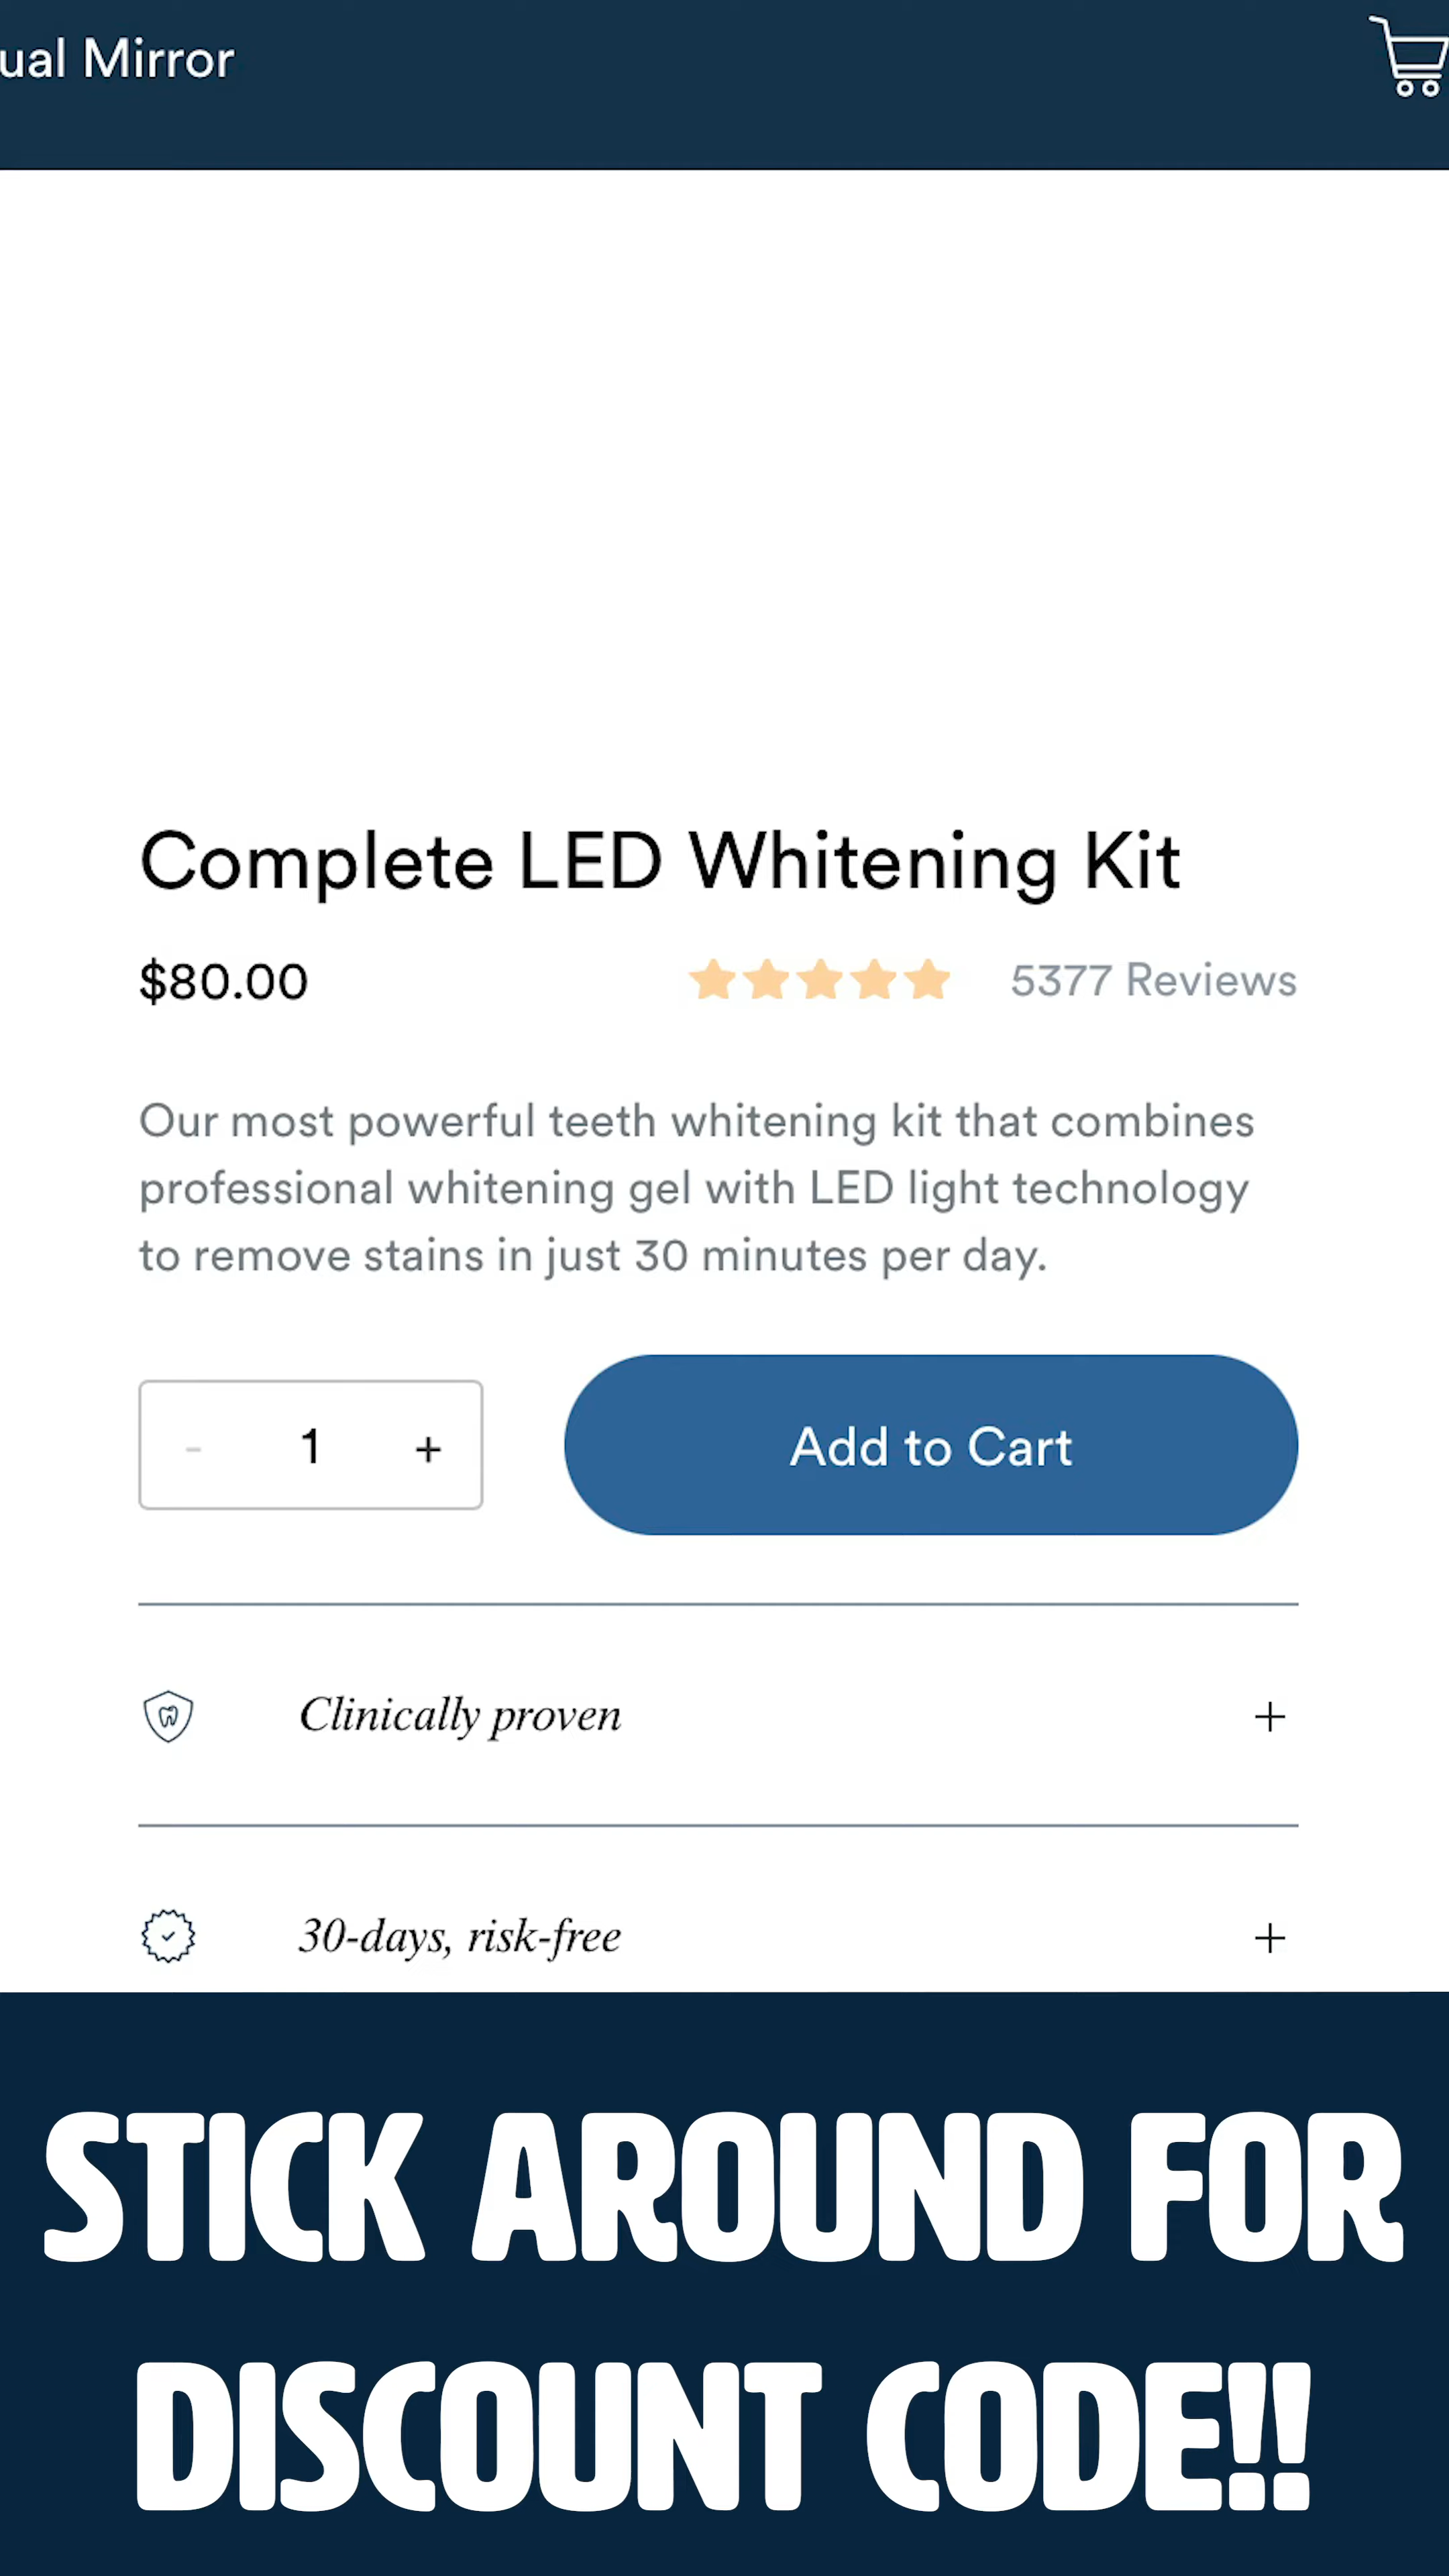 ual Mirror
Complete LED Whitening Kit
$80.00
5377 Reviews
Our most powerful teeth whitening kit that combines
professional whitening gel with LED light technology
to remove stains in just 30 minutes per day.
- 1 +
Add to Cart
Clinically proven +
30-days, risk-free +
STICK AROUND FOR
DISCOUNT CODE!!